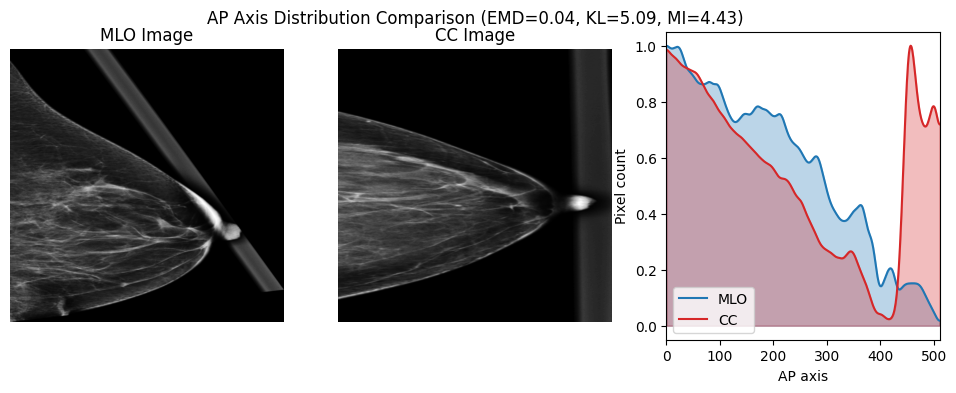 AP Axis Distribution Comparison (EMD=0.04, KL=5.09, MI=4.43)
MLO Image
CC Image
1.0
0.8
0.6
0.4
0.2
0.0
Pixel count
MLO
CC
0 100 200 300 400 500
AP axis